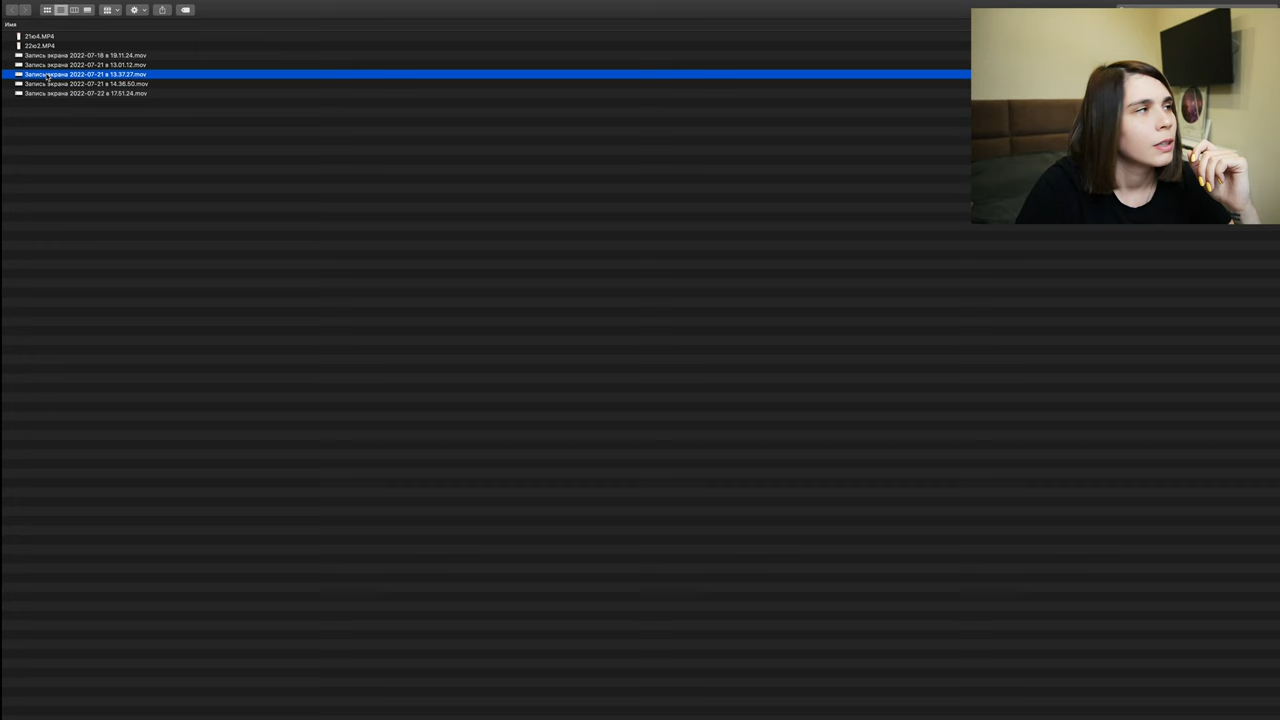 Имя
21ю4.MP4
22ю2.MP4
Запись экрана 2022-07-18 в 19.11.24.mov
Запись экрана 2022-07-21 в 13.01.12.mov
Запись экрана 2022-07-21 в 13.37.27.mov
Запись экрана 2022-07-21 в 14.36.50.mov
Запись экрана 2022-07-22 в 17.51.24.mov